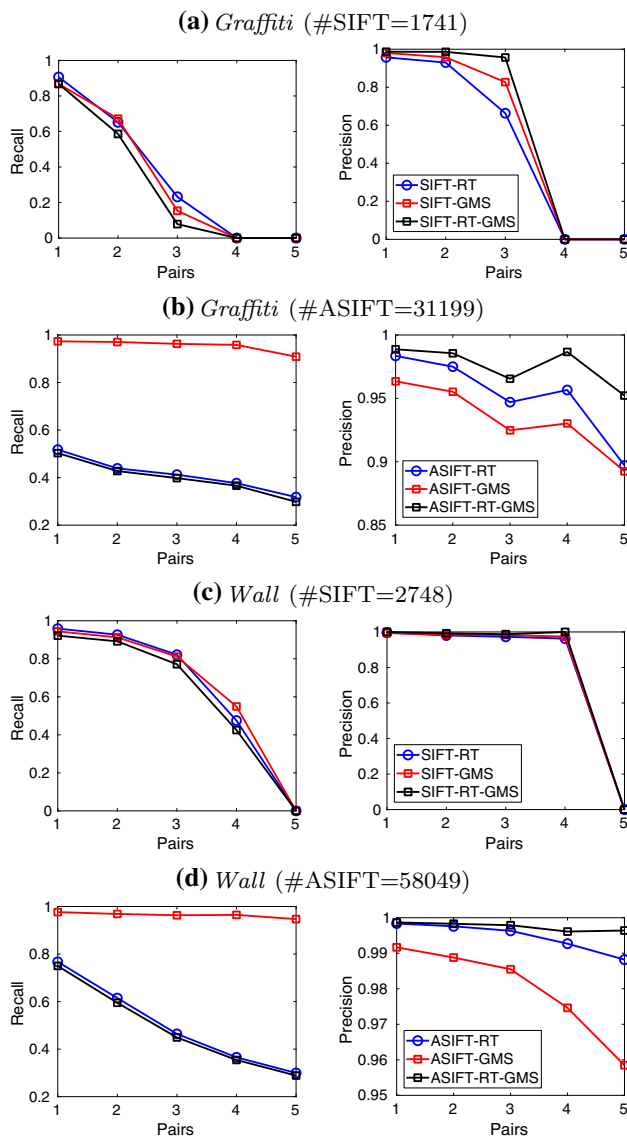 (a) Graffiti (#SIFT=1741)
1
0.8
0.6
0.4
0.2
0
Recall
1 2 3 4 5
Pairs
1
0.8
0.6
0.4
0.2
0
Precision
SIFT-RT
SIFT-GMS
SIFT-RT-GMS
1 2 3 4 5
Pairs
(b) Graffiti (#ASIFT=31199)
1
0.8
0.6
0.4
0.2
Recall
1 2 3 4 5
Pairs
1
0.95
0.9
0.85
Precision
ASIFT-RT
ASIFT-GMS
ASIFT-RT-GMS
1 2 3 4 5
Pairs
(c) Wall (#SIFT=2748)
1
0.8
0.6
0.4
0.2
0
Recall
1 2 3 4 5
Pairs
1
0.8
0.6
0.4
0.2
0
Precision
SIFT-RT
SIFT-GMS
SIFT-RT-GMS
1 2 3 4 5
Pairs
(d) Wall (#ASIFT=58049)
1
0.8
0.6
0.4
0.2
Recall
1 2 3 4 5
Pairs
1
0.99
0.98
0.97
0.96
0.95
Precision
ASIFT-RT
ASIFT-GMS
ASIFT-RT-GMS
1 2 3 4 5
Pairs